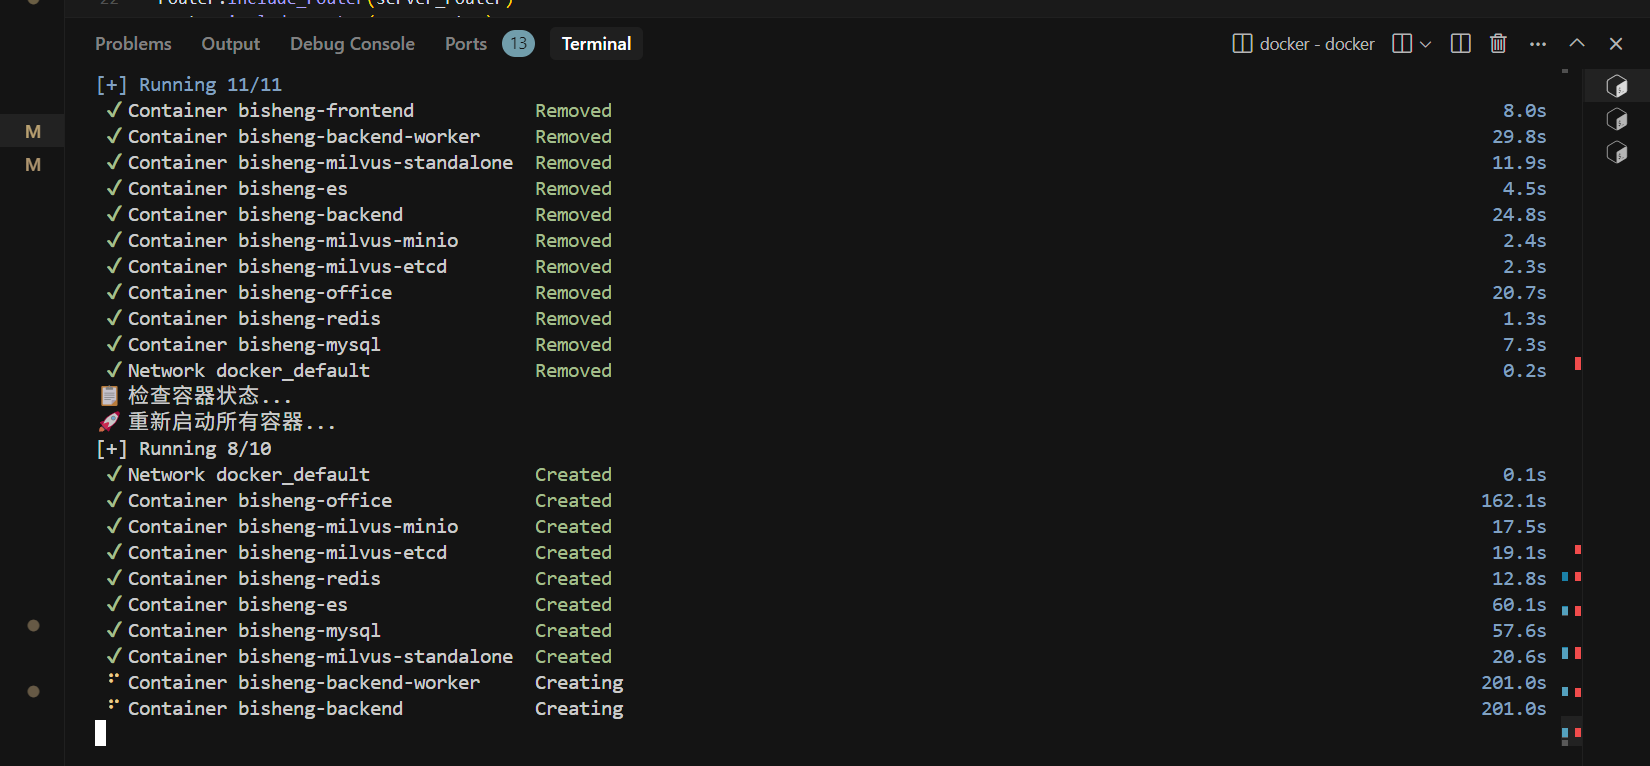 22 router.include_router(server_router)
Problems Output Debug Console Ports 13 Terminal docker - docker
[+] Running 11/11
✓ Container bisheng-frontend Removed 8.0s
✓ Container bisheng-backend-worker Removed 29.8s
✓ Container bisheng-milvus-standalone Removed 11.9s
M
✓ Container bisheng-es Removed 4.5s
M
✓ Container bisheng-backend Removed 24.8s
✓ Container bisheng-milvus-minio Removed 2.4s
✓ Container bisheng-milvus-etcd Removed 2.3s
✓ Container bisheng-office Removed 20.7s
✓ Container bisheng-redis Removed 1.3s
✓ Container bisheng-mysql Removed 7.3s
✓ Network docker_default Removed 0.2s
📋 检查容器状态...
🚀 重新启动所有容器...
[+] Running 8/10
✓ Network docker_default Created 0.1s
✓ Container bisheng-office Created 162.1s
✓ Container bisheng-milvus-minio Created 17.5s
✓ Container bisheng-milvus-etcd Created 19.1s
✓ Container bisheng-redis Created 12.8s
✓ Container bisheng-es Created 60.1s
✓ Container bisheng-mysql Created 57.6s
✓ Container bisheng-milvus-standalone Created 20.6s
⠋ Container bisheng-backend-worker Creating 201.0s
⠋ Container bisheng-backend Creating 201.0s